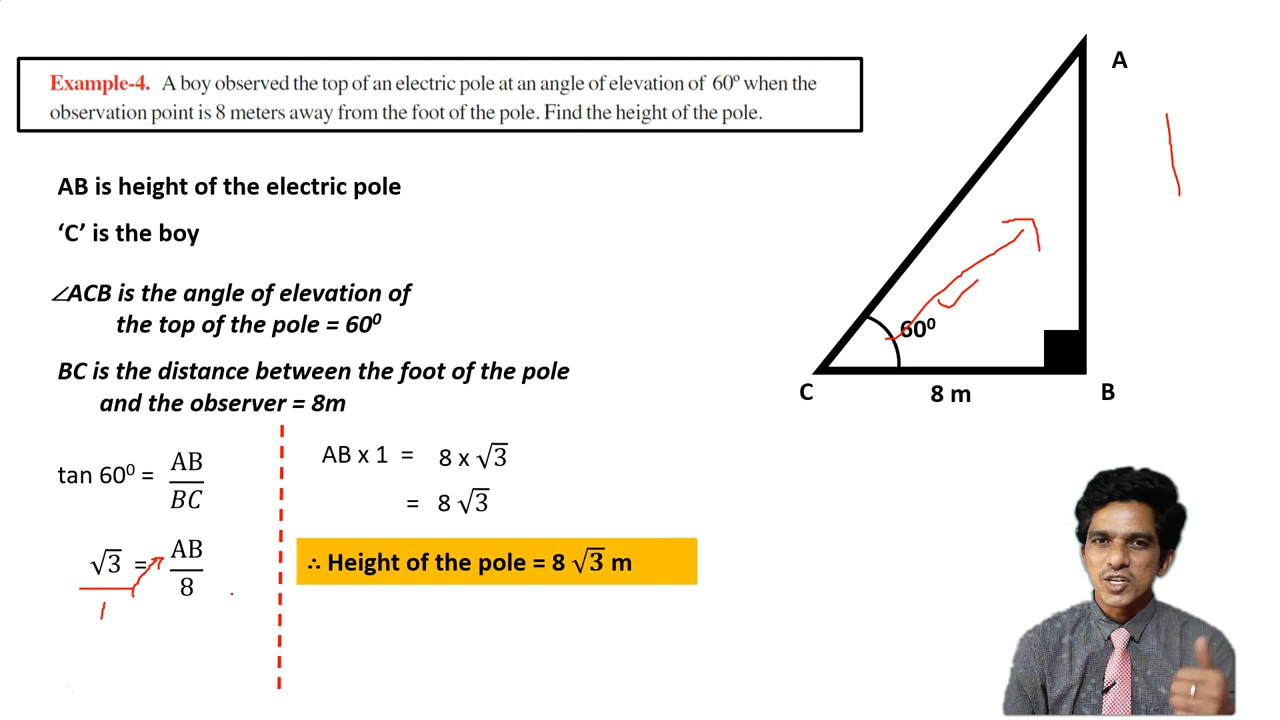 Example-4. A boy observed the top of an electric pole at an angle of elevation of 60º when the
observation point is 8 meters away from the foot of the pole. Find the height of the pole.
AB is height of the electric pole
‘C’ is the boy
∠ACB is the angle of elevation of
the top of the pole = 60⁰
BC is the distance between the foot of the pole
and the observer = 8m
tan 60⁰ = AB/BC
√3 = AB/8
1
AB x 1 = 8 x √3
= 8 √3
∴ Height of the pole = 8 √3 m
A
60⁰
C
8 m
B